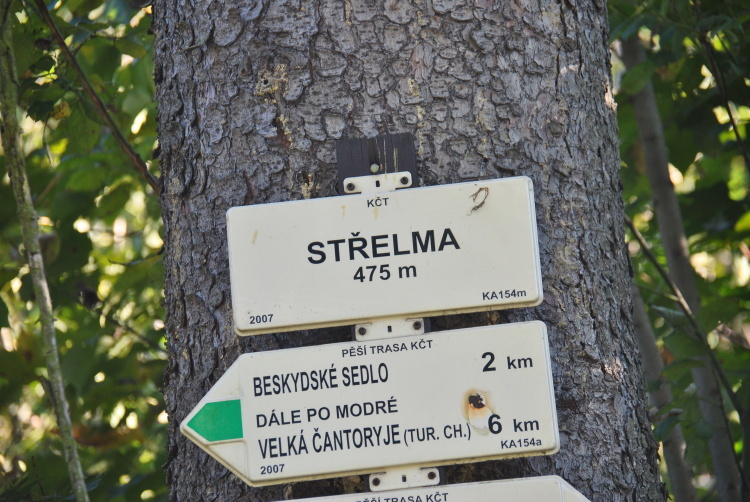 KČT
STŘELMA
475 m
2007 KA154m
PĚŠÍ TRASA KČT
BESKYDSKÉ SEDLO 2 km
DÁLE PO MODRÉ
VELKÁ ČANTORYJE (TUR. CH.) 6 km
2007 KA154a
PĚŠÍ TRASA KČT